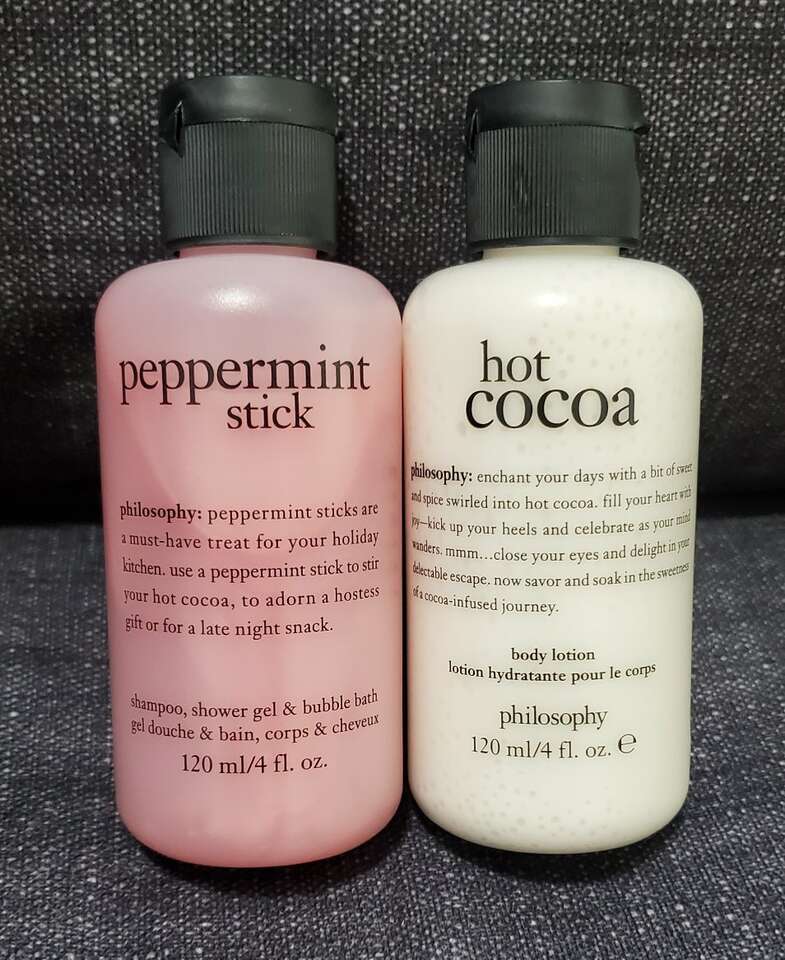 peppermint
stick
philosophy: peppermint sticks are
a must-have treat for your holiday
kitchen. use a peppermint stick to stir
your hot cocoa, to adorn a hostess
gift or for a late night snack.
shampoo, shower gel & bubble bath
gel douche & bain, corps & cheveux
120 ml/4 fl. oz.
hot
cocoa
philosophy: enchant your days with a bit of sweet
and spice swirled into hot cocoa. fill your heart with
joy—kick up your heels and celebrate as your mind
wanders. mmm...close your eyes and delight in your
delectable escape. now savor and soak in the sweetness
of a cocoa-infused journey.
body lotion
lotion hydratante pour le corps
philosophy
120 ml/4 fl. oz. ℮